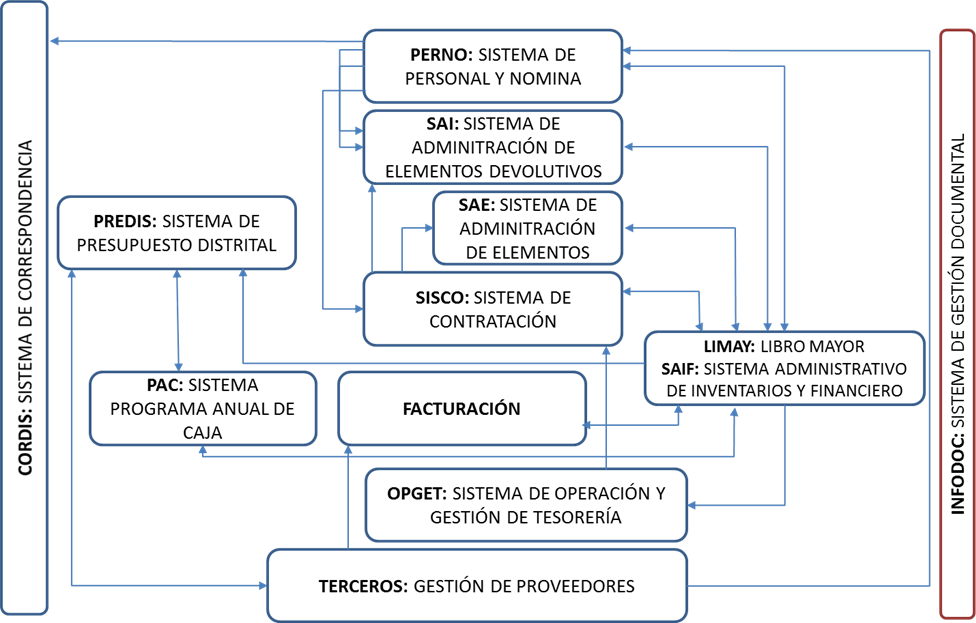 CORDIS: SISTEMA DE CORRESPONDENCIA
PERNO: SISTEMA DE
PERSONAL Y NOMINA
SAI: SISTEMA DE
ADMINITRACIÓN DE
ELEMENTOS DEVOLUTIVOS
PREDIS: SISTEMA DE
PRESUPUESTO DISTRITAL
SAE: SISTEMA DE
ADMINITRACIÓN
DE ELEMENTOS
SISCO: SISTEMA DE
CONTRATACIÓN
LIMAY: LIBRO MAYOR
SAIF: SISTEMA ADMINISTRATIVO
DE INVENTARIOS Y FINANCIERO
PAC: SISTEMA
PROGRAMA ANUAL DE
CAJA
FACTURACIÓN
OPGET: SISTEMA DE OPERACIÓN Y
GESTIÓN DE TESORERÍA
TERCEROS: GESTIÓN DE PROVEEDORES
INFODOC: SISTEMA DE GESTIÓN DOCUMENTAL